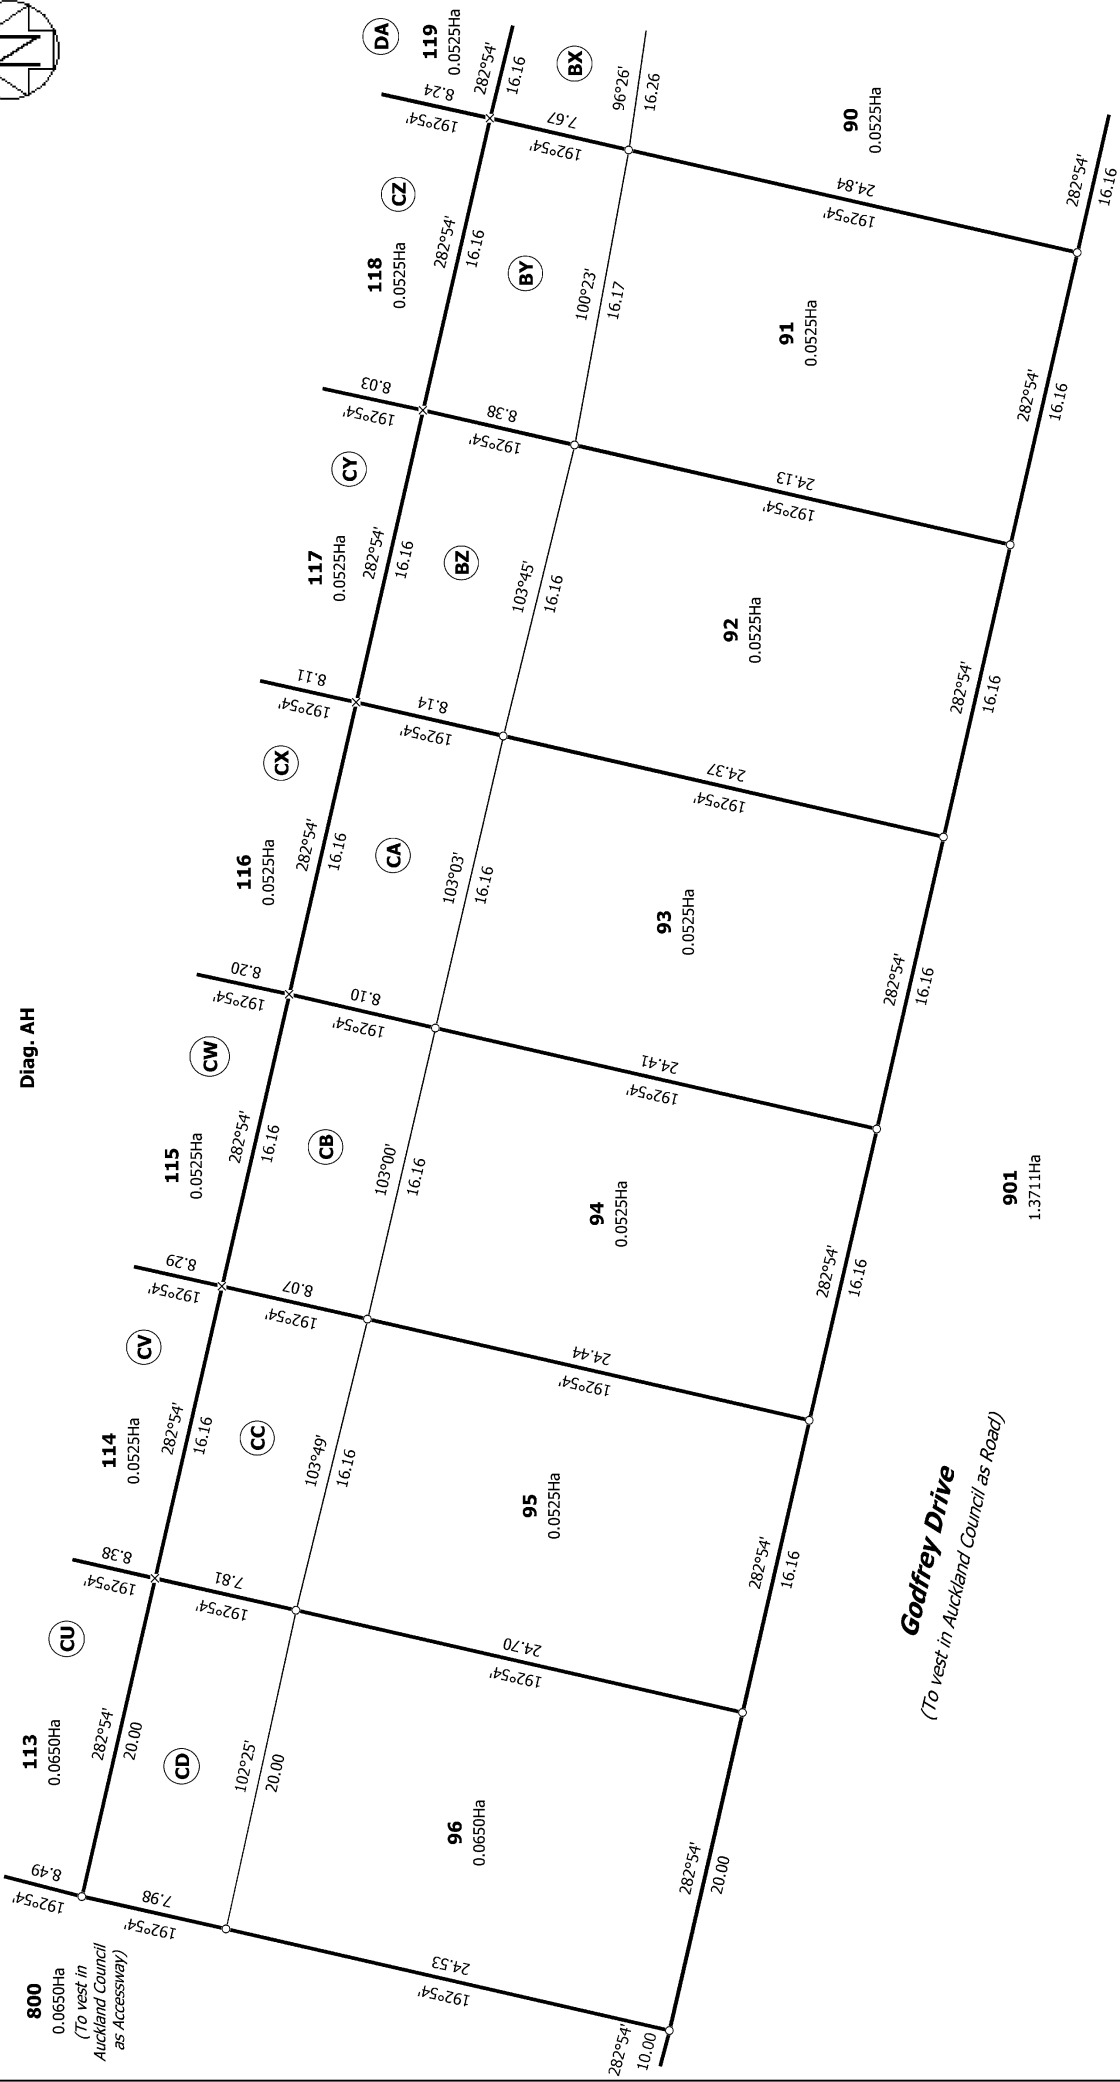 N
Diag. AH
DA
119
0.0525Ha
282°54'
16.16
8.24
192°54'
BX
96°26'
16.26
7.67
192°54'
90
0.0525Ha
24.84
192°54'
282°54'
16.16
CZ
118
0.0525Ha
282°54'
16.16
BY
100°23'
16.17
91
0.0525Ha
282°54'
16.16
8.03
192°54'
8.38
192°54'
24.13
192°54'
CY
117
0.0525Ha
282°54'
16.16
BZ
103°45'
16.16
92
0.0525Ha
282°54'
16.16
8.11
192°54'
8.14
192°54'
24.37
192°54'
CX
116
0.0525Ha
282°54'
16.16
CA
103°03'
16.16
93
0.0525Ha
282°54'
16.16
8.20
192°54'
8.10
192°54'
24.41
192°54'
CW
115
0.0525Ha
282°54'
16.16
CB
103°00'
16.16
94
0.0525Ha
282°54'
16.16
901
1.3711Ha
8.29
192°54'
8.07
192°54'
24.44
192°54'
CV
114
0.0525Ha
282°54'
16.16
CC
103°49'
16.16
95
0.0525Ha
282°54'
16.16
Godfrey Drive
(To vest in Auckland Council as Road)
8.38
192°54'
7.81
192°54'
24.70
192°54'
CU
113
0.0650Ha
282°54'
20.00
CD
102°25'
20.00
96
0.0650Ha
282°54'
20.00
8.49
192°54'
7.98
192°54'
24.53
192°54'
800
0.0650Ha
(To vest in
Auckland Council
as Accessway)
282°54'
10.00